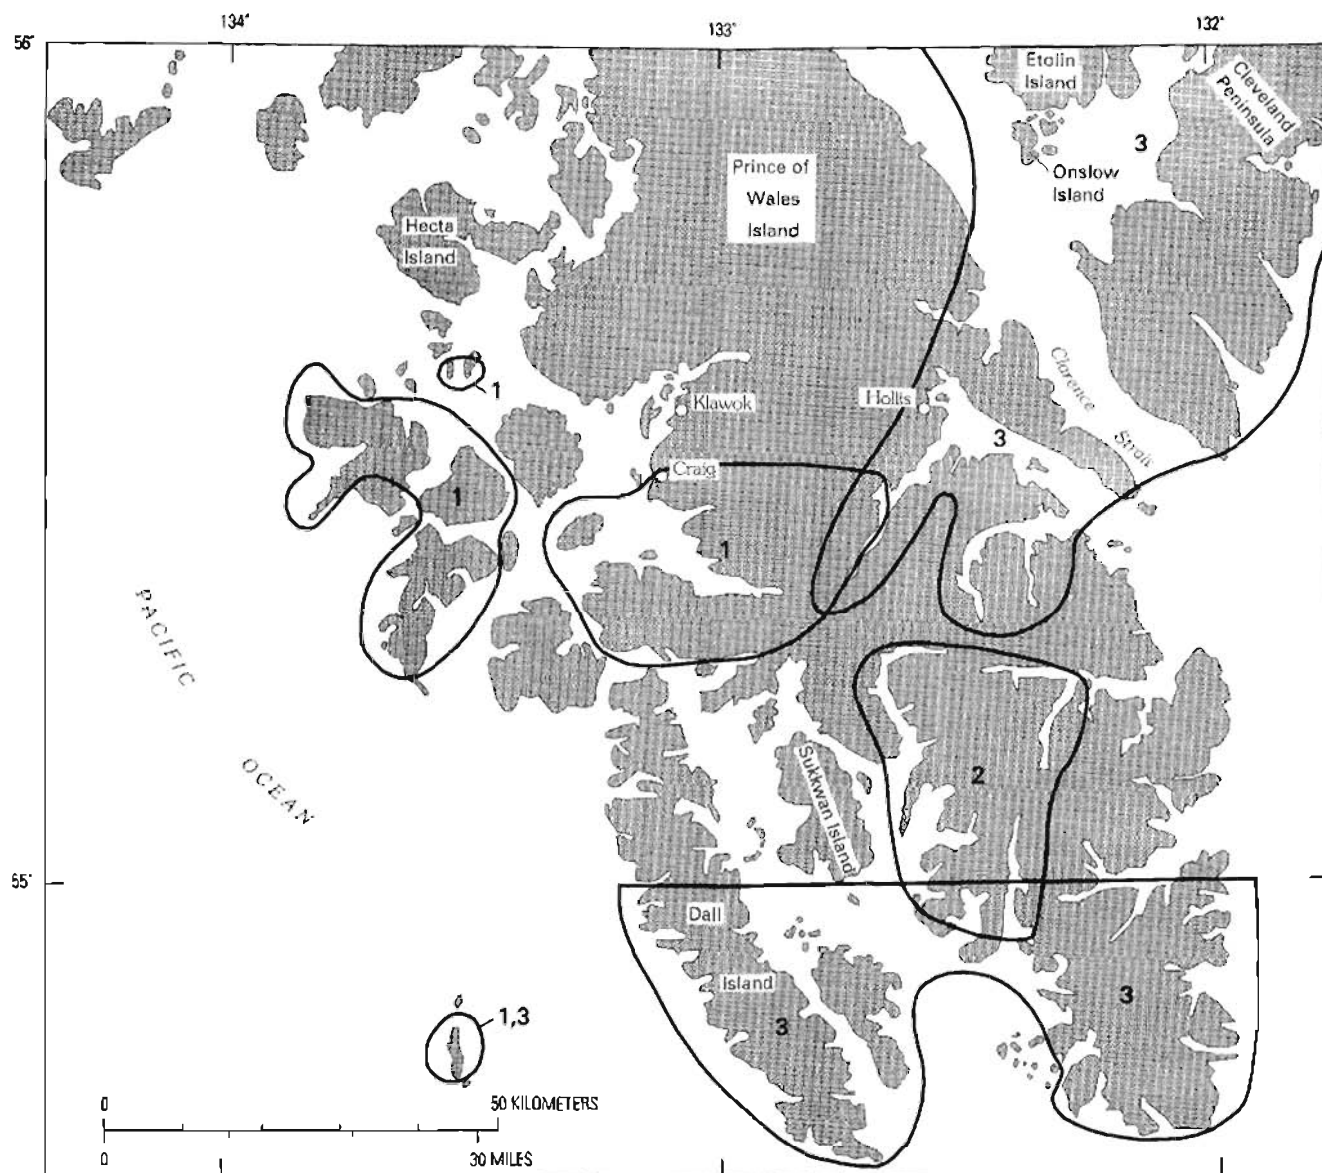 134°
133°
132°
56°
Etolin
Island
Cleveland
Peninsula
3
Onslow
Island
Prince of
Wales
Island
Hecta
Island
1
Clarence
Strait
Klawok
Hollis
3
Craig
1
1
PACIFIC
OCEAN
2
Sukkwan Island
55°
Dall
Island
3
3
1,3
0
50 KILOMETERS
0
30 MILES